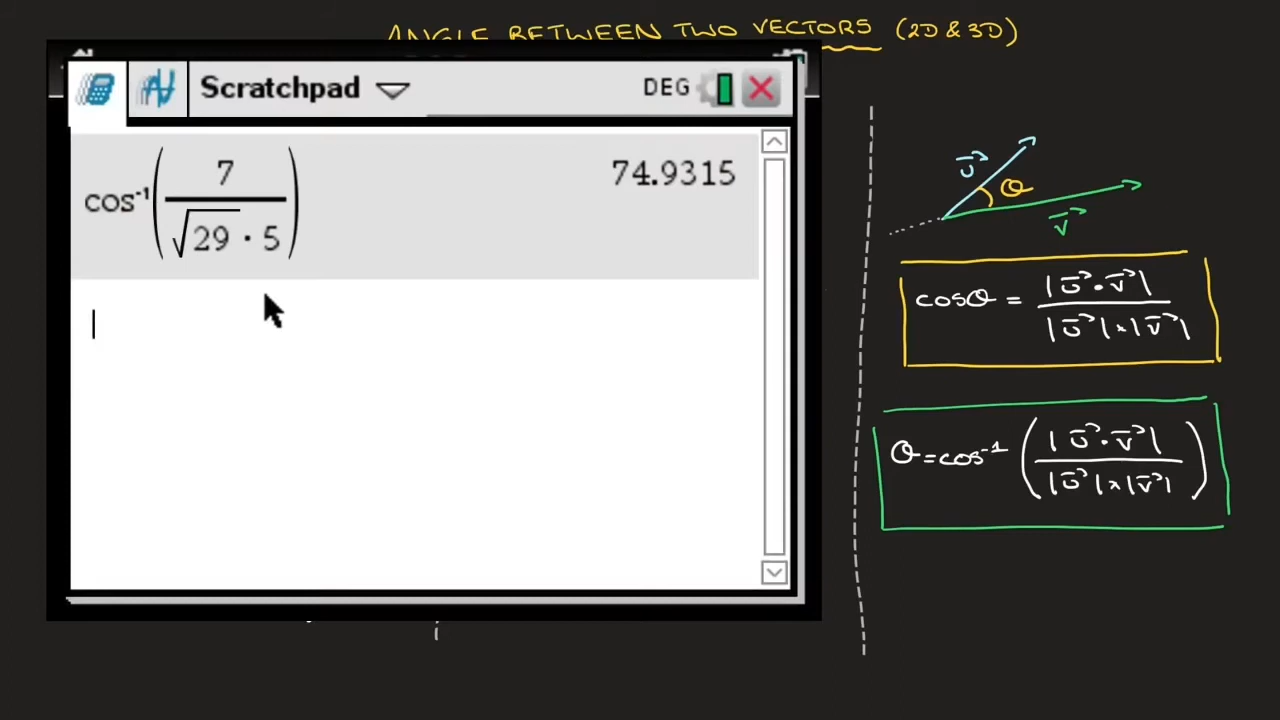 ANGLE BETWEEN TWO VECTORS (2D & 3D)
Scratchpad
DEG
cos⁻¹(7/(√29 · 5))
74.9315
u⃗
θ
v⃗
cosθ = |u⃗ · v⃗| / |u⃗| × |v⃗|
θ = cos⁻¹(|u⃗ · v⃗| / |u⃗| × |v⃗|)